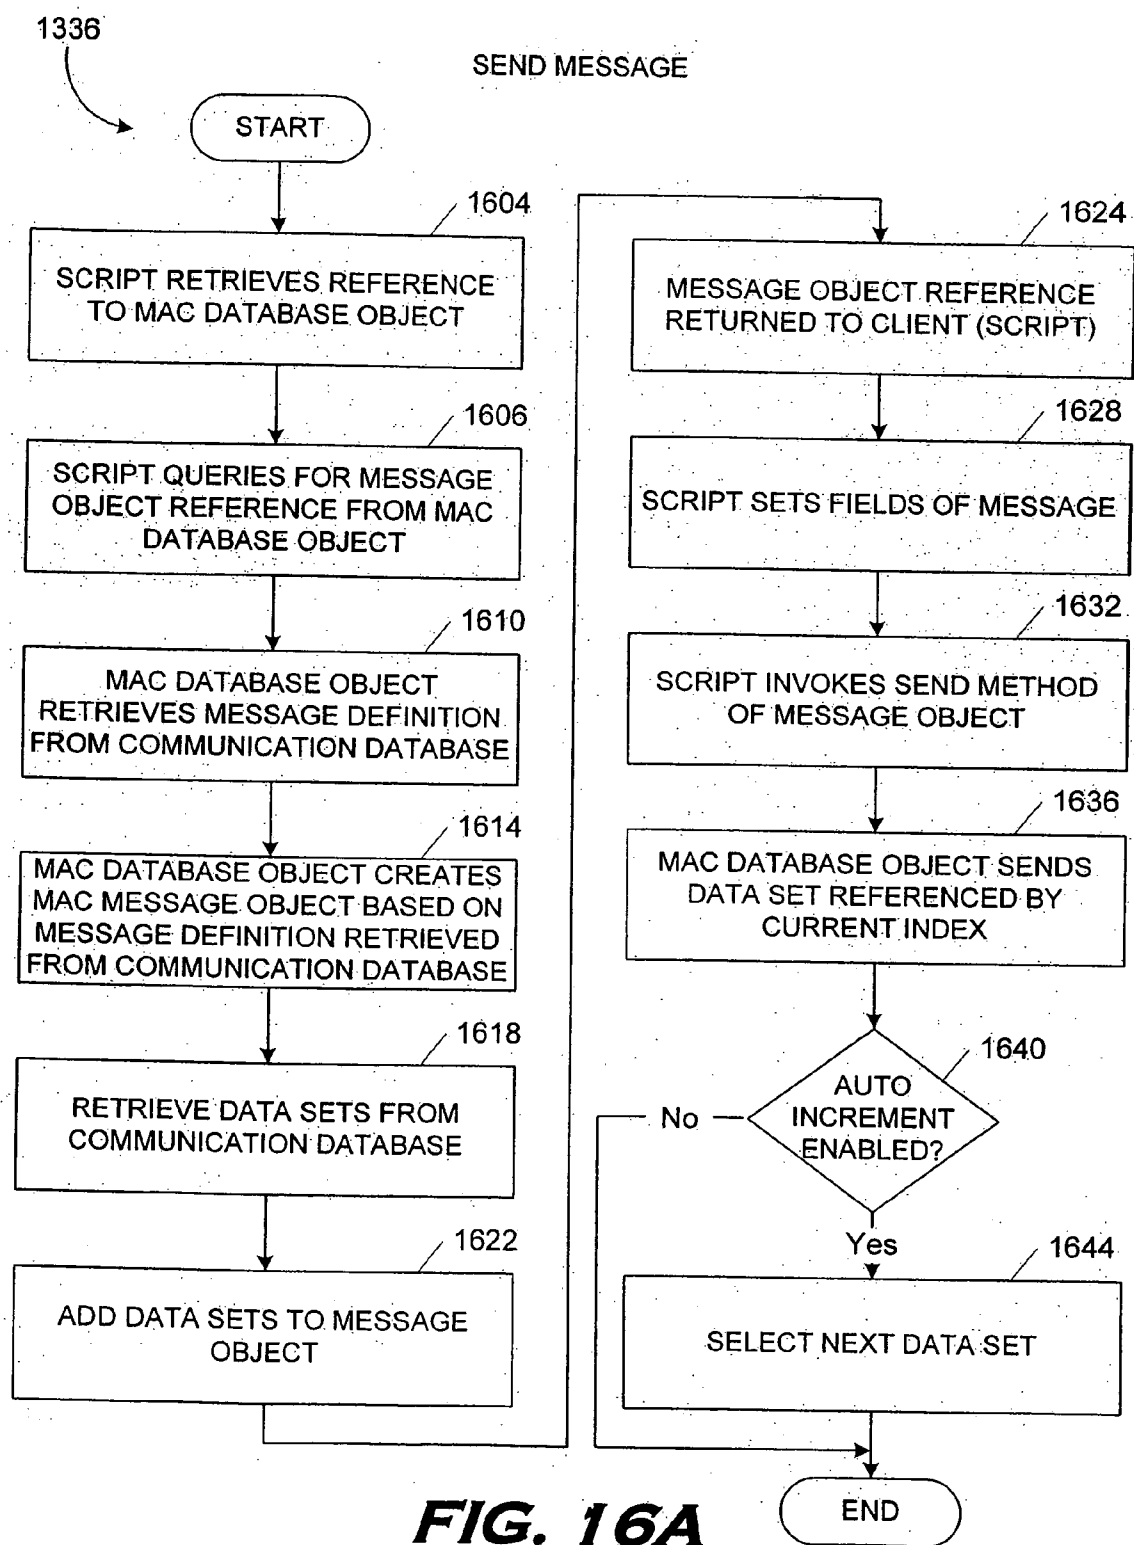 1336
SEND MESSAGE
START
1604
SCRIPT RETRIEVES REFERENCE
TO MAC DATABASE OBJECT
1606
SCRIPT QUERIES FOR MESSAGE
OBJECT REFERENCE FROM MAC
DATABASE OBJECT
1610
MAC DATABASE OBJECT
RETRIEVES MESSAGE DEFINITION
FROM COMMUNICATION DATABASE
1614
MAC DATABASE OBJECT CREATES
MAC MESSAGE OBJECT BASED ON
MESSAGE DEFINITION RETRIEVED
FROM COMMUNICATION DATABASE
1618
RETRIEVE DATA SETS FROM
COMMUNICATION DATABASE
1622
ADD DATA SETS TO MESSAGE
OBJECT
1624
MESSAGE OBJECT REFERENCE
RETURNED TO CLIENT (SCRIPT)
1628
SCRIPT SETS FIELDS OF MESSAGE
1632
SCRIPT INVOKES SEND METHOD
OF MESSAGE OBJECT
1636
MAC DATABASE OBJECT SENDS
DATA SET REFERENCED BY
CURRENT INDEX
1640
AUTO
INCREMENT
ENABLED?
No
Yes
1644
SELECT NEXT DATA SET
END
FIG. 16A